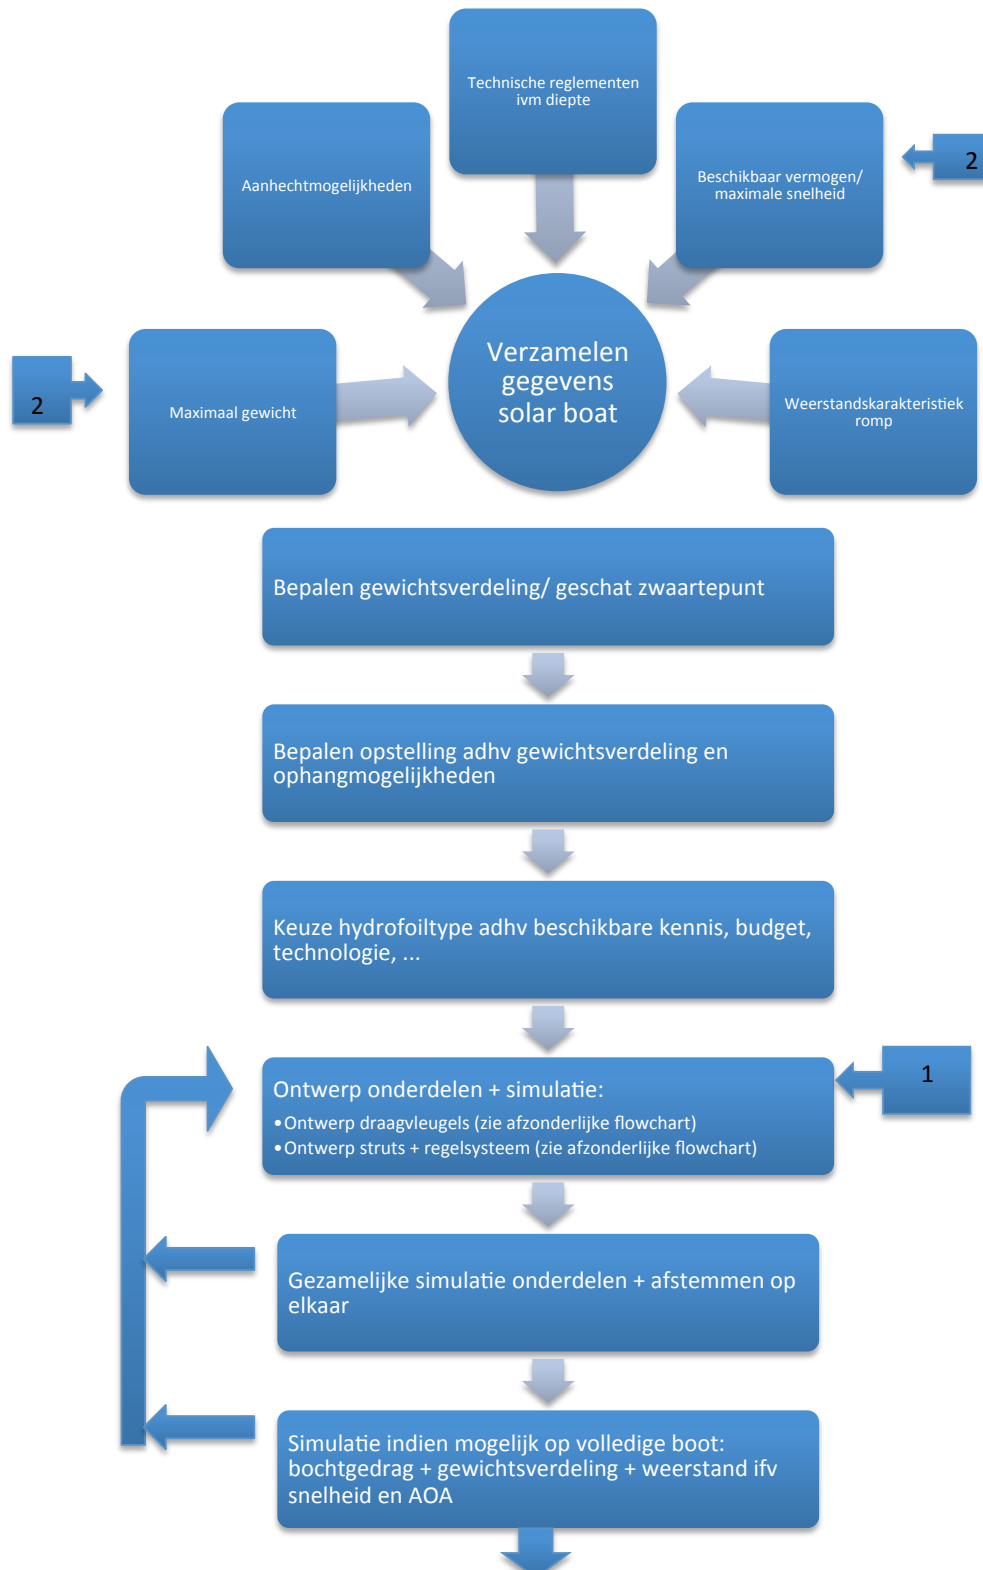 Technische reglementen
ivm diepte
Aanhechtmogelijkheden
Beschikbaar vermogen/
maximale snelheid
2
Verzamelen
gegevens
solar boat
2
Maximaal gewicht
Weerstandskarakteristiek
romp
Bepalen gewichtsverdeling/ geschat zwaartepunt
Bepalen opstelling adhv gewichtsverdeling en
ophangmogelijkheden
Keuze hydrofoiltype adhv beschikbare kennis, budget,
technologie, ...
1
Ontwerp onderdelen + simulatie:
•Ontwerp draagvleugels (zie afzonderlijke flowchart)
•Ontwerp struts + regelsysteem (zie afzonderlijke flowchart)
Gezamelijke simulatie onderdelen + afstemmen op
elkaar
Simulatie indien mogelijk op volledige boot:
bochtgedrag + gewichtsverdeling + weerstand ifv
snelheid en AOA